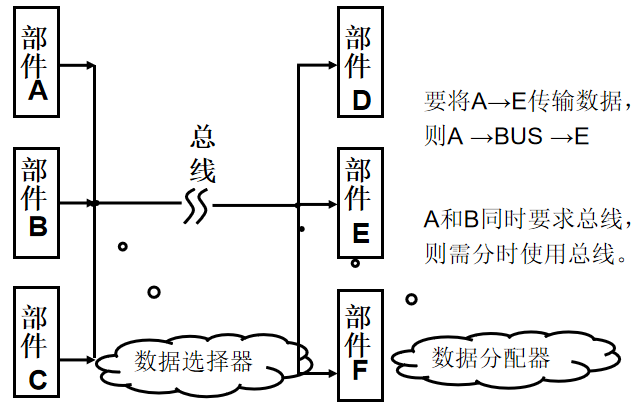 部件A
部件B
部件C
总线
部件D
部件E
部件F
要将A→E传输数据，
则A →BUS →E
A和B同时要求总线，
则需分时使用总线。
数据选择器
数据分配器